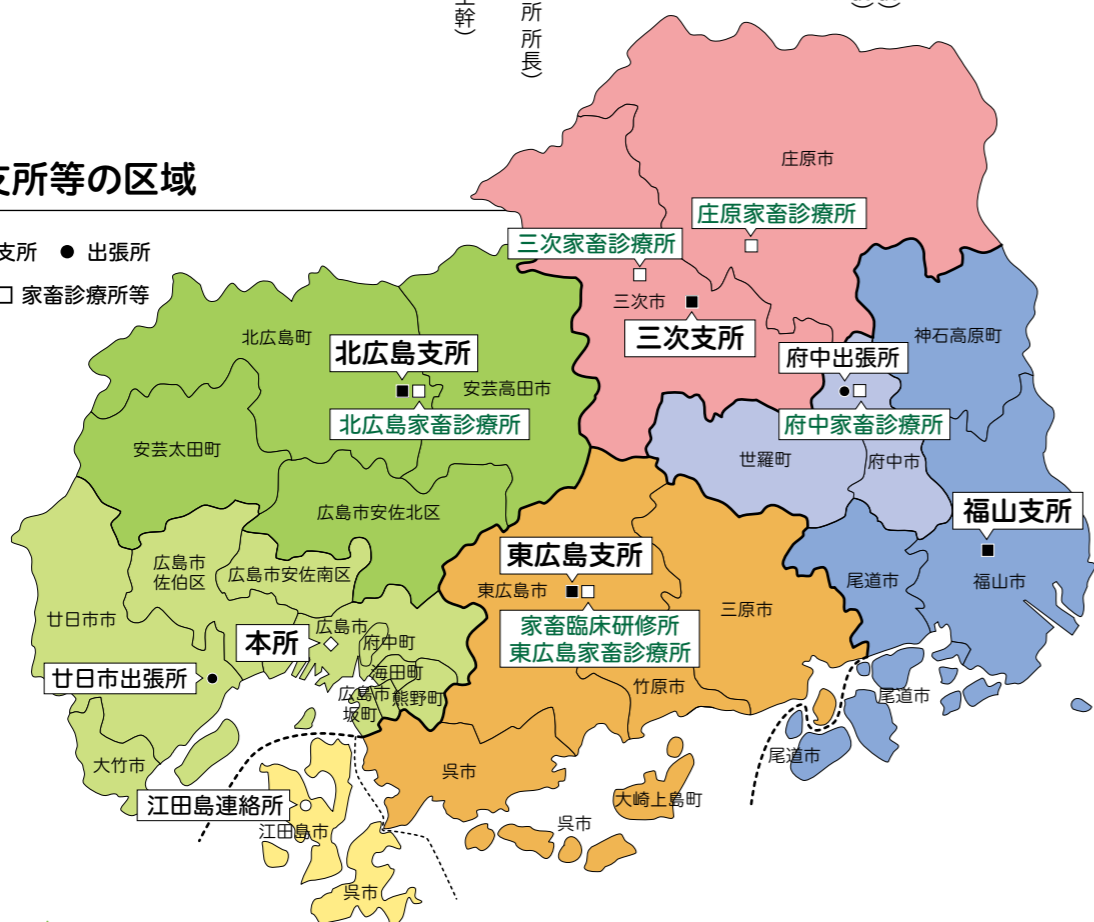 幹)
所 所長)
支所等の区域
支所 ● 出張所
□ 家畜診療所等
庄原市
庄原家畜診療所
三次家畜診療所
三次市
三次支所
北広島町
北広島支所
安芸高田市
北広島家畜診療所
府中出張所
神石高原町
府中家畜診療所
安芸太田町
世羅町
府中市
広島市安佐北区
福山支所
福山市
東広島支所
東広島市
家畜臨床研修所
東広島家畜診療所
尾道市
三原市
広島市
佐伯区
広島市安佐南区
廿日市市
広島市
府中町
本所
海田町
廿日市出張所
広島市
熊野町
坂町
竹原市
尾道市
尾道市
大竹市
呉市
大崎上島町
江田島連絡所
江田島市
呉市
呉市